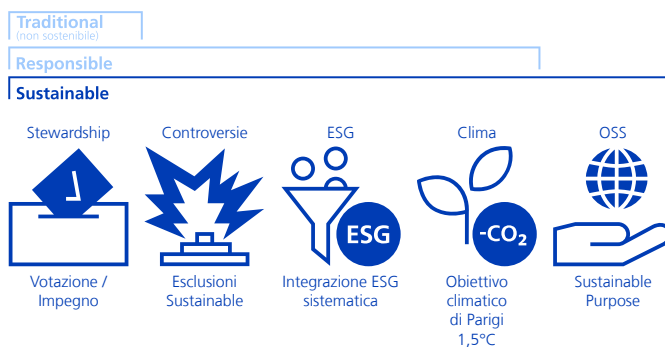 Traditional
(non sostenibile)
Responsible
Sustainable
Stewardship
Controversie
ESG
Clima
OSS
ESG
-CO₂
Votazione /
Impegno
Esclusioni
Sustainable
Integrazione ESG
sistematica
Obiettivo
climatico
di Parigi
1,5°C
Sustainable
Purpose